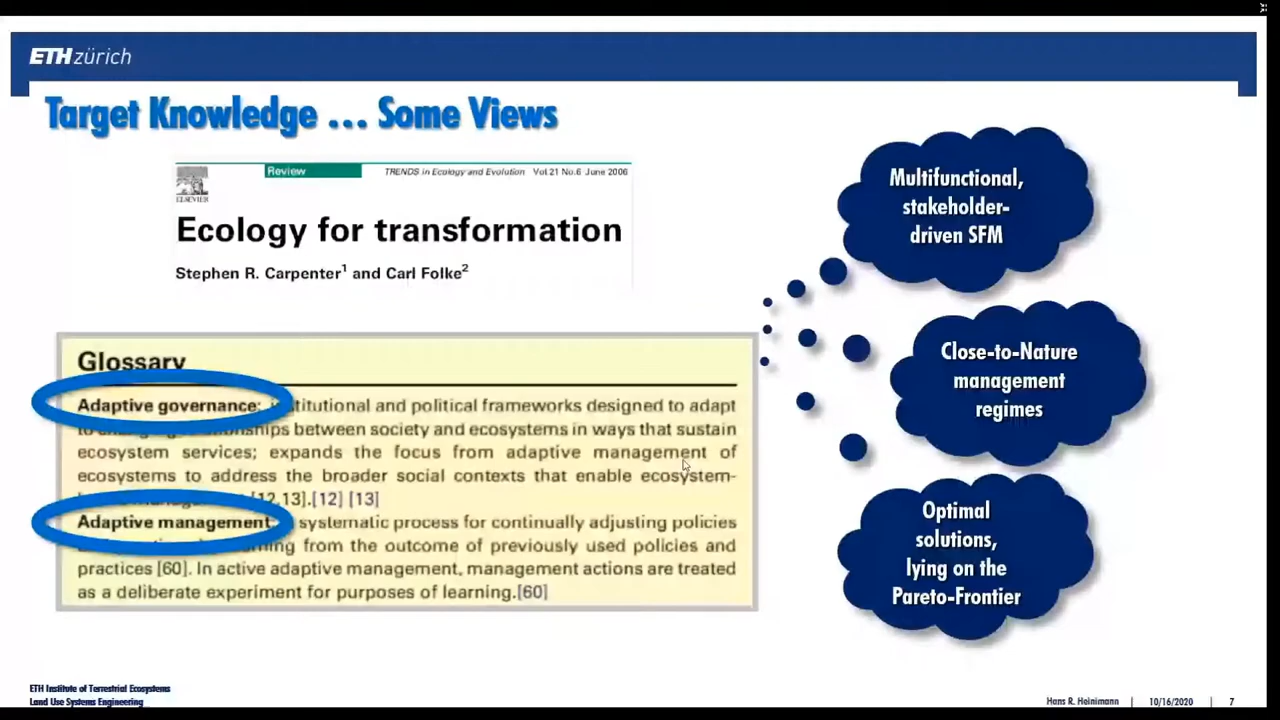 ETH zürich
Target Knowledge ... Some Views
ELSEVIER
Review
TRENDS in Ecology and Evolution Vol 21 No.6 June 2006
Ecology for transformation
Stephen R. Carpenter1 and Carl Folke2
Glossary
Adaptive governance: institutional and political frameworks designed to adapt
between society and ecosystems in ways that sustain
ecosystem services; expands the focus from adaptive management of
ecosystems to address the broader social contexts that enable ecosystem-
[12,13].[12] [13]
Adaptive management systematic process for continually adjusting policies
from the outcome of previously used policies and
practices [60]. In active adaptive management, management actions are treated
as a deliberate experiment for purposes of learning.[60]
Multifunctional,
stakeholder-
driven SFM
Close-to-Nature
management
regimes
Optimal
solutions,
lying on the
Pareto-Frontier
ETH Institute of Terrestrial Ecosystems
Land Use Systems Engineering
Hans R. Heinimann | 10/16/2020 | 7